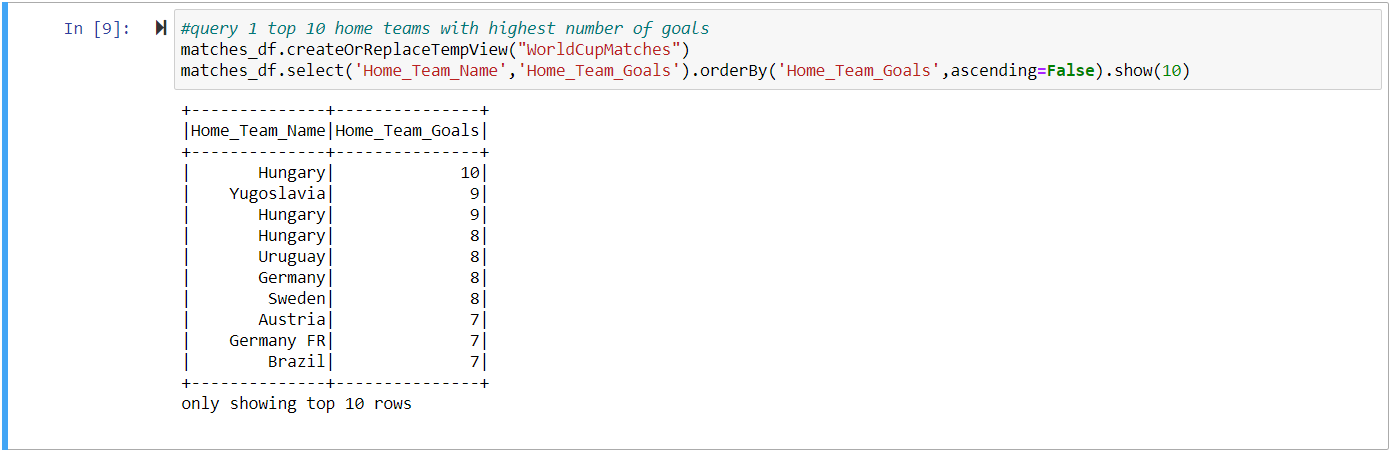 In [9]:
#query 1 top 10 home teams with highest number of goals
matches_df.createOrReplaceTempView("WorldCupMatches")
matches_df.select('Home_Team_Name','Home_Team_Goals').orderBy('Home_Team_Goals',ascending=False).show(10)
+--------------+---------------+
|Home_Team_Name|Home_Team_Goals|
+--------------+---------------+
|       Hungary|             10|
|    Yugoslavia|              9|
|       Hungary|              9|
|       Hungary|              8|
|       Uruguay|              8|
|       Germany|              8|
|        Sweden|              8|
|       Austria|              7|
|    Germany FR|              7|
|        Brazil|              7|
+--------------+---------------+
only showing top 10 rows